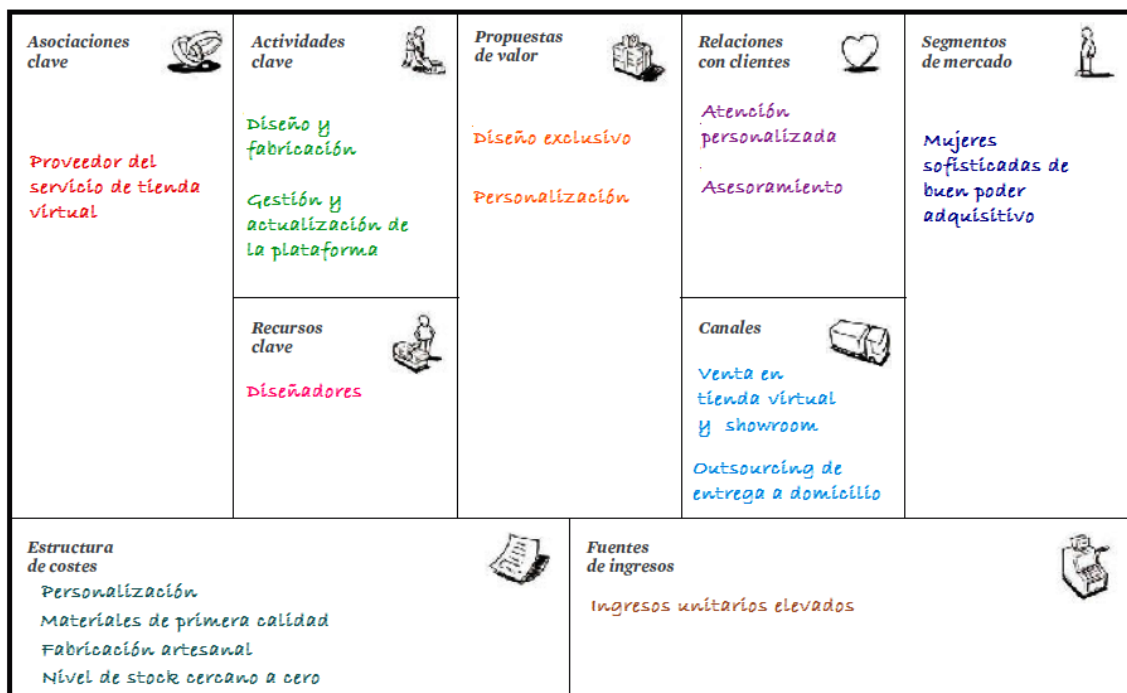 Asociaciones
clave
Proveedor del
servicio de tienda
virtual
Actividades
clave
Diseño y
fabricación
Gestión y
actualización de
la plataforma
Recursos
clave
Diseñadores
Propuestas
de valor
Diseño exclusivo
Personalización
Relaciones
con clientes
Atención
personalizada
Asesoramiento
Canales
Venta en
tienda virtual
y showroom
Outsourcing de
entrega a domicilio
Segmentos
de mercado
Mujeres
sofisticadas de
buen poder
adquisitivo
Estructura
de costes
Personalización
Materiales de primera calidad
Fabricación artesanal
Nivel de stock cercano a cero
Fuentes
de ingresos
Ingresos unitarios elevados